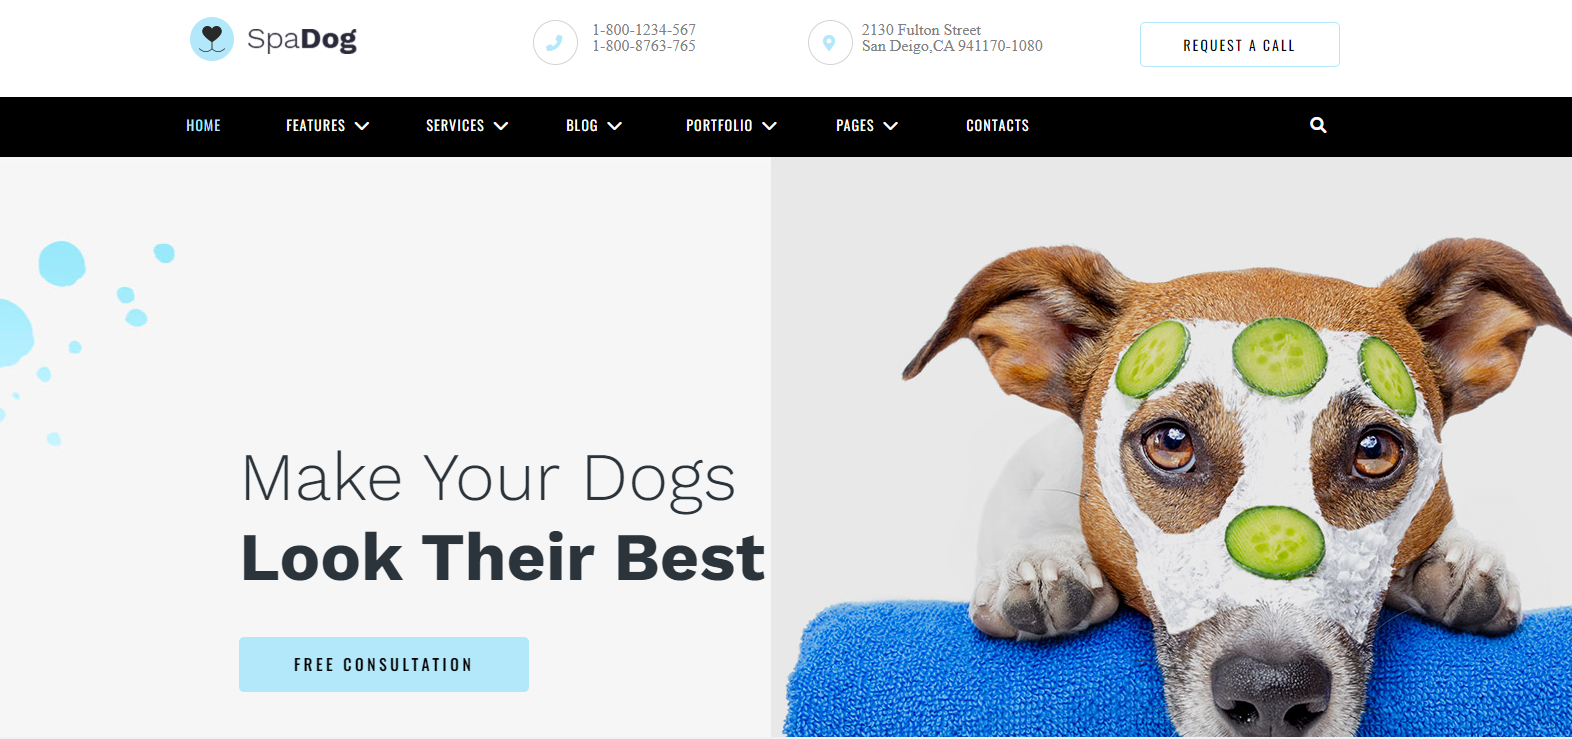 SpaDog
1-800-1234-567
1-800-8763-765
2130 Fulton Street
San Deigo,CA 941170-1080
REQUEST A CALL
HOME
FEATURES
SERVICES
BLOG
PORTFOLIO
PAGES
CONTACTS
Make Your Dogs
Look Their Best
FREE CONSULTATION